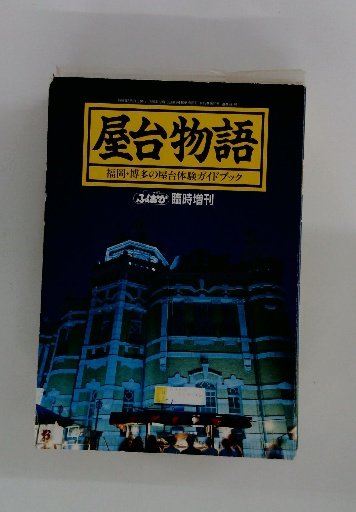 屋台物語
福岡・博多の屋台体験ガイドブック
ふくおか 臨時増刊